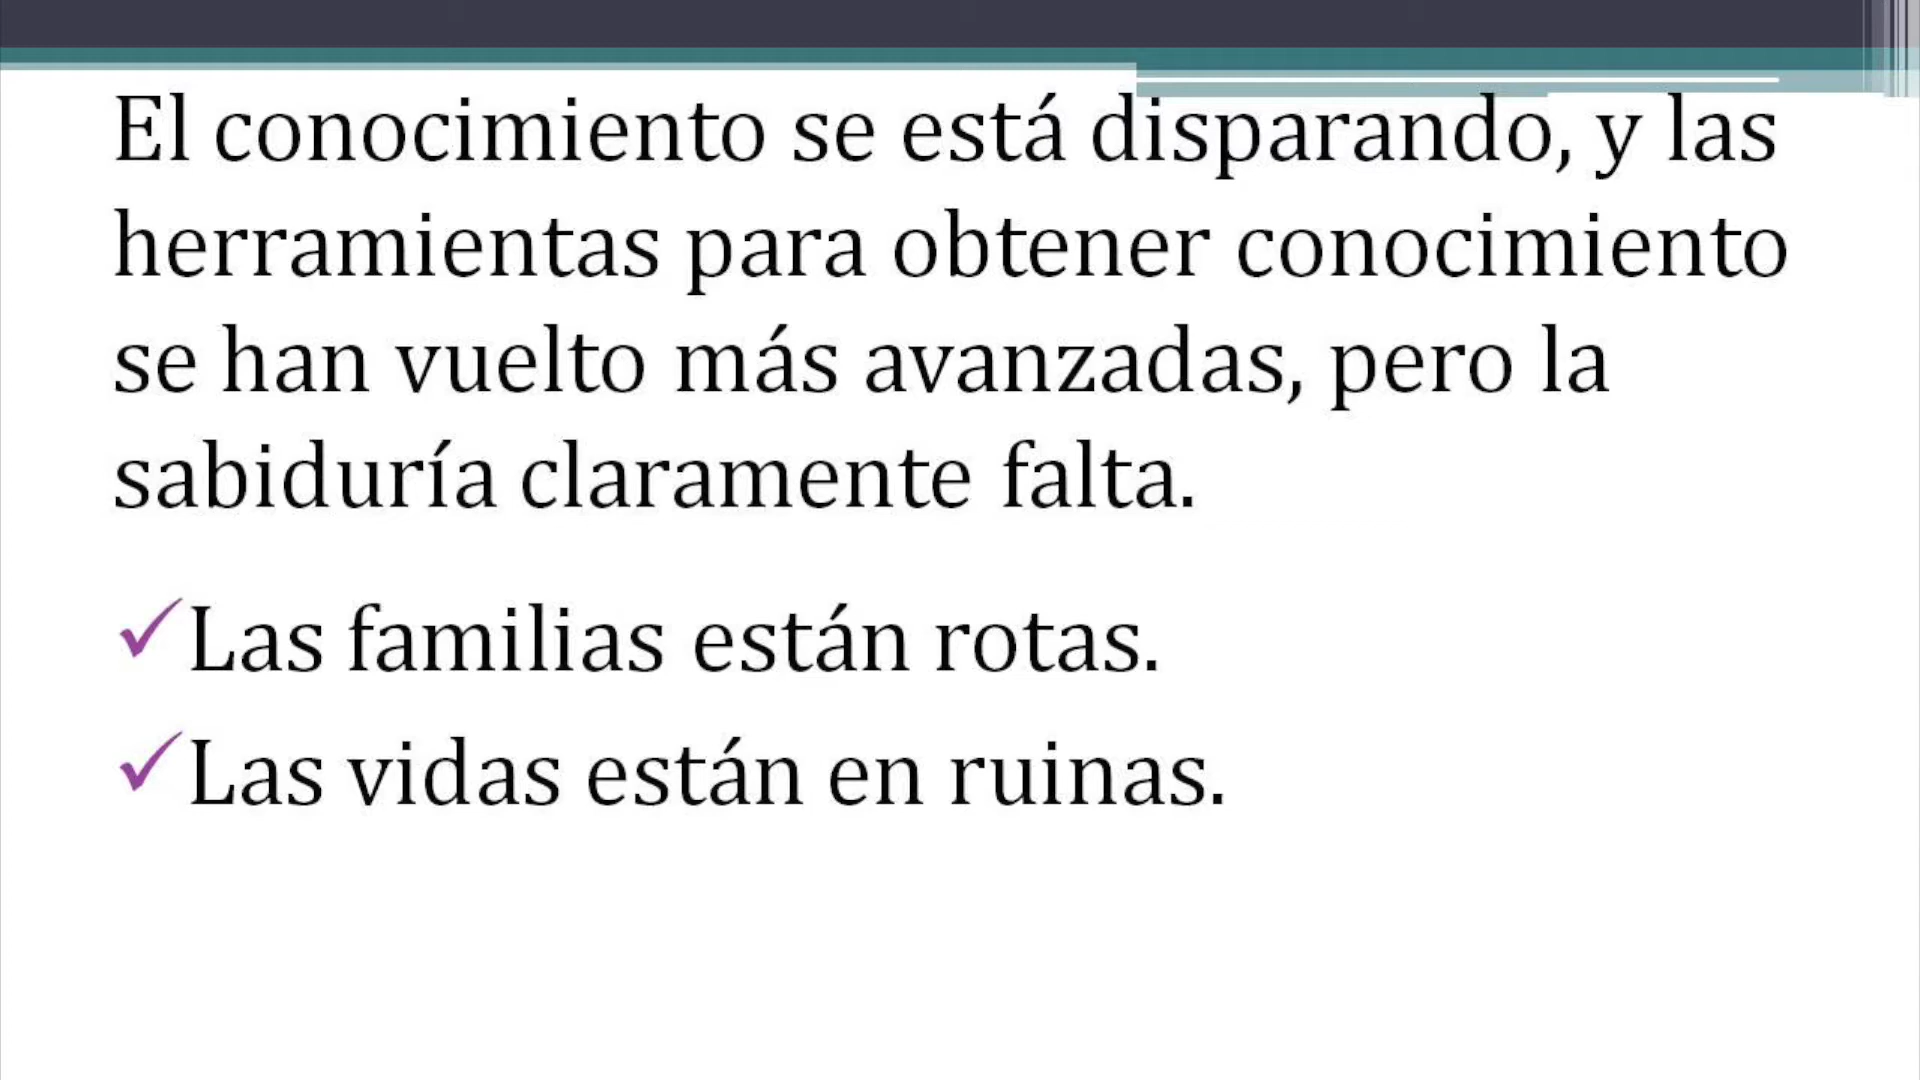 El conocimiento se está disparando, y las
herramientas para obtener conocimiento
se han vuelto más avanzadas, pero la
sabiduría claramente falta.
✓Las familias están rotas.
✓Las vidas están en ruinas.